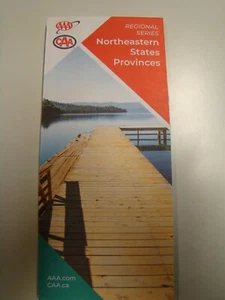 AAA
CAA
REGIONAL
SERIES
Northeastern
States
Provinces
AAA.com
CAA.ca